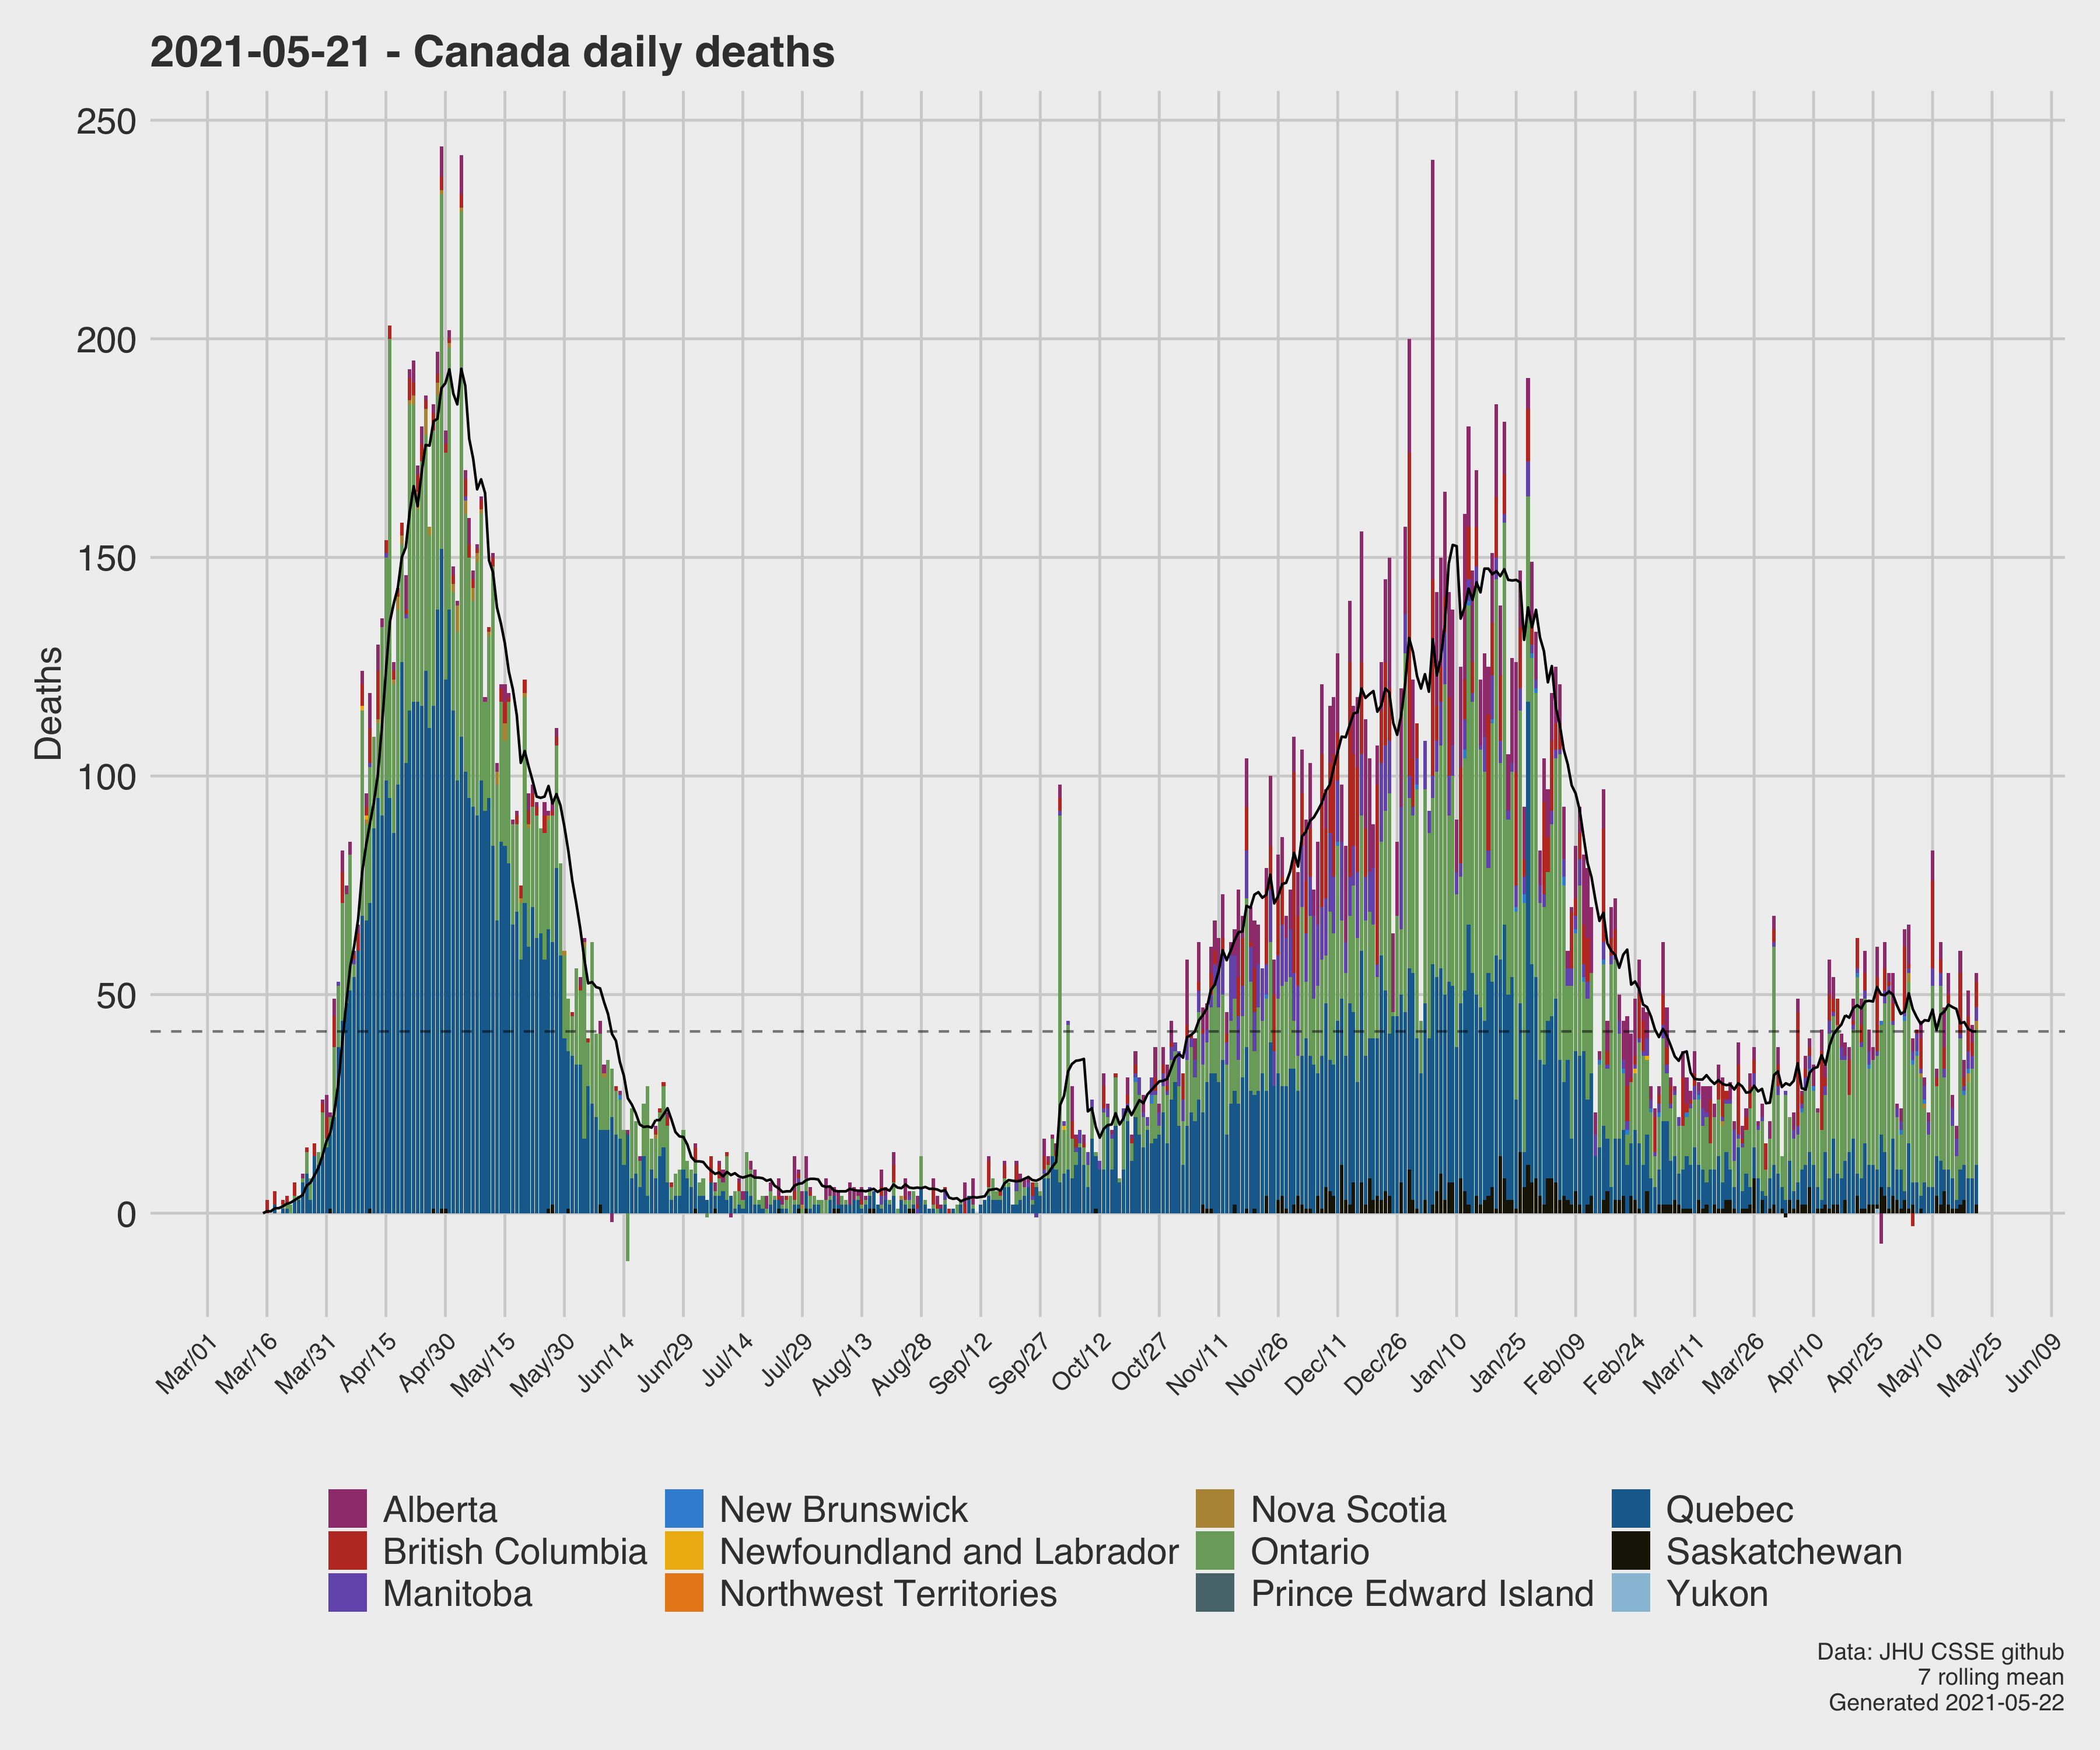 2021-05-21 - Canada daily deaths
250
200
150
100
50
0
Deaths
Mar/01
Mar/16
Mar/31
Apr/15
Apr/30
May/15
May/30
Jun/14
Jun/29
Jul/14
Jul/29
Aug/13
Aug/28
Sep/12
Sep/27
Oct/12
Oct/27
Nov/11
Nov/26
Dec/11
Dec/26
Jan/10
Jan/25
Feb/09
Feb/24
Mar/11
Mar/26
Apr/10
Apr/25
May/10
May/25
Jun/09
Alberta
British Columbia
Manitoba
New Brunswick
Newfoundland and Labrador
Northwest Territories
Nova Scotia
Ontario
Prince Edward Island
Quebec
Saskatchewan
Yukon
Data: JHU CSSE github
7 rolling mean
Generated 2021-05-22